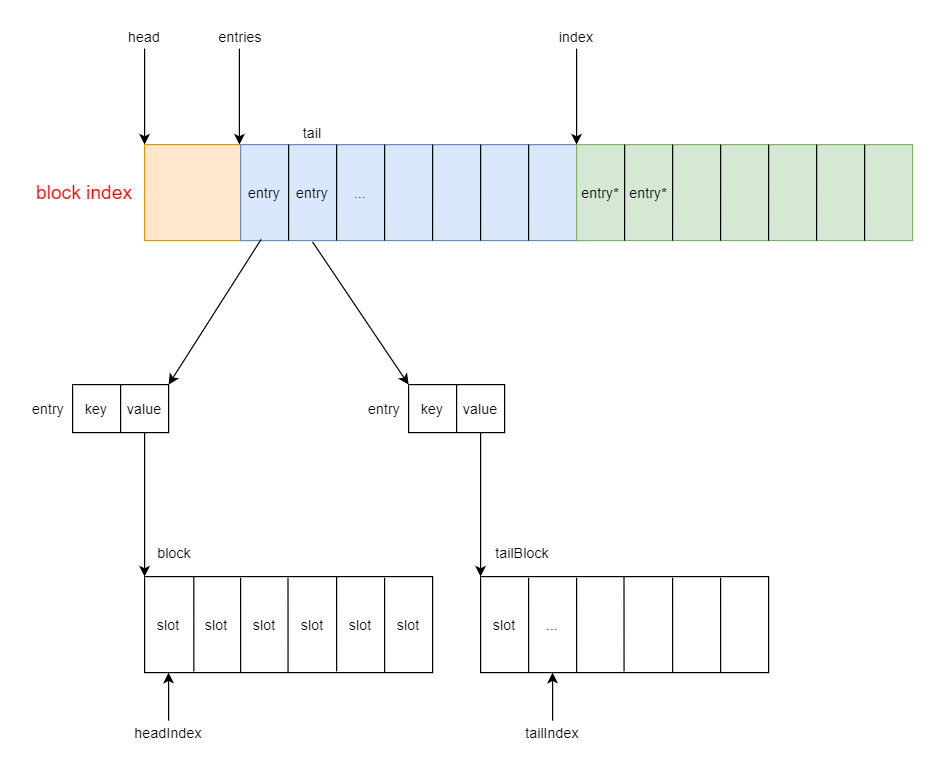 head
entries
index
tail
block index
entry
entry
...
entry*
entry*
entry
key
value
entry
key
value
block
tailBlock
slot
slot
slot
slot
slot
slot
slot
...
headIndex
tailIndex